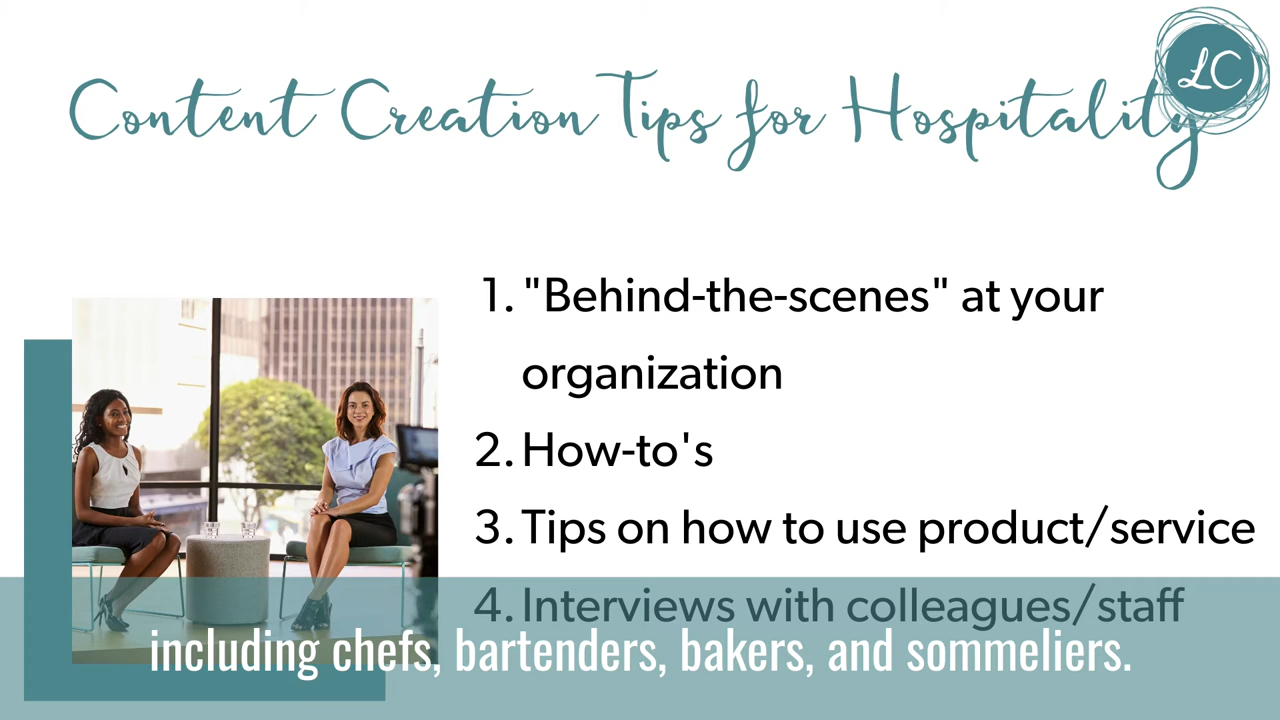 LC
Content Creation Tips for Hospitality
1. "Behind-the-scenes" at your
organization
2. How-to's
3. Tips on how to use product/service
4. Interviews with colleagues/staff
including chefs, bartenders, bakers, and sommeliers.